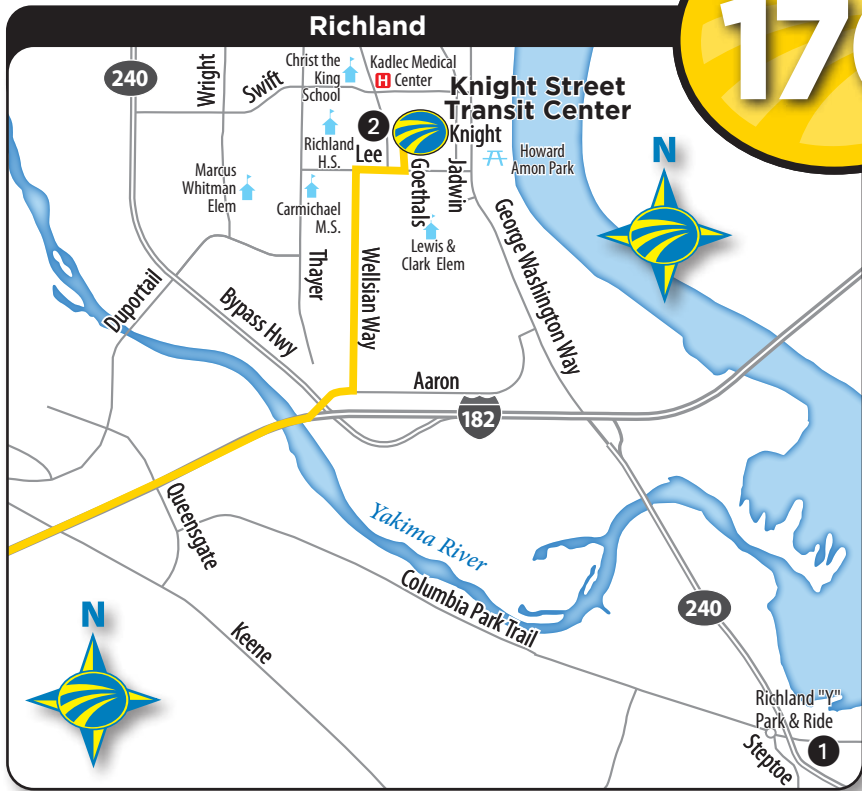 Richland
17
240
Wright
Swift
Christ the
King
School
Kadlec Medical
H Center
Knight Street
Transit Center
2
Knight
Richland
H.S.
Lee
Goethals
Jadwin
Howard
Amon Park
N
Marcus
Whitman
Elem
Carmichael
M.S.
Lewis &
Clark Elem
George Washington Way
Thayer
Wellsian Way
Duportail
Bypass Hwy
Aaron
182
Queensgate
Yakima River
Columbia Park Trail
240
Keene
N
Richland "Y"
Park & Ride
1
Steptoe